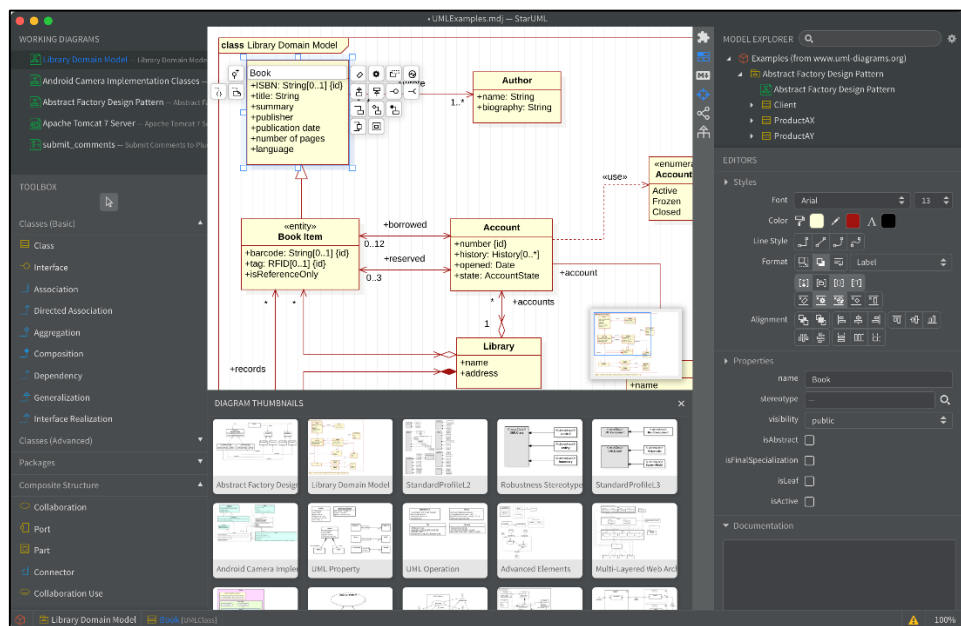 • UMLExamples.mdj — StarUML
WORKING DIAGRAMS
Library Domain Model — Library Domain Model
Android Camera Implementation Classes —
Abstract Factory Design Pattern — Abstract Fa
Apache Tomcat 7 Server — Apache Tomcat 7 S
submit_comments — Submit Comments to Plu
TOOLBOX
Classes (Basic)
Class
Interface
Association
Directed Association
Aggregation
Composition
Dependency
Generalization
Interface Realization
Classes (Advanced)
Packages
Composite Structure
Collaboration
Port
Part
Connector
Collaboration Use
class Library Domain Model
Book
+ISBN: String[0..1] {id}
+title: String
+summary
+publisher
+publication date
+number of pages
+language
1..*
Author
+name: String
+biography: String
«use»
«enumera
Account
Active
Frozen
Closed
«entity»
Book Item
+barcode: String[0..1] {id}
+tag: RFID[0..1] {id}
+isReferenceOnly
+borrowed
0..12
+reserved
0..3
Account
+number {id}
+history: History[0..*]
+opened: Date
+state: AccountState
+account
*
*
*
+accounts
1
Library
+name
+address
+records
+name
DIAGRAM THUMBNAILS
Abstract Factory Design
Library Domain Model
StandardProfileL2
Robustness Stereotype
StandardProfileL3
Android Camera Impler
UML Property
UML Operation
Advanced Elements
Multi-Layered Web Arch
MODEL EXPLORER
Examples (from www.uml-diagrams.org)
Abstract Factory Design Pattern
Abstract Factory Design Pattern
Client
ProductAX
ProductAY
EDITORS
Styles
Font
Arial
13
Color
A
Line Style
Format
Label
Alignment
Properties
name
Book
stereotype
—
visibility
public
isAbstract
isFinalSpecialization
isLeaf
isActive
Documentation
Library Domain Model
Book [UMLClass]
100%